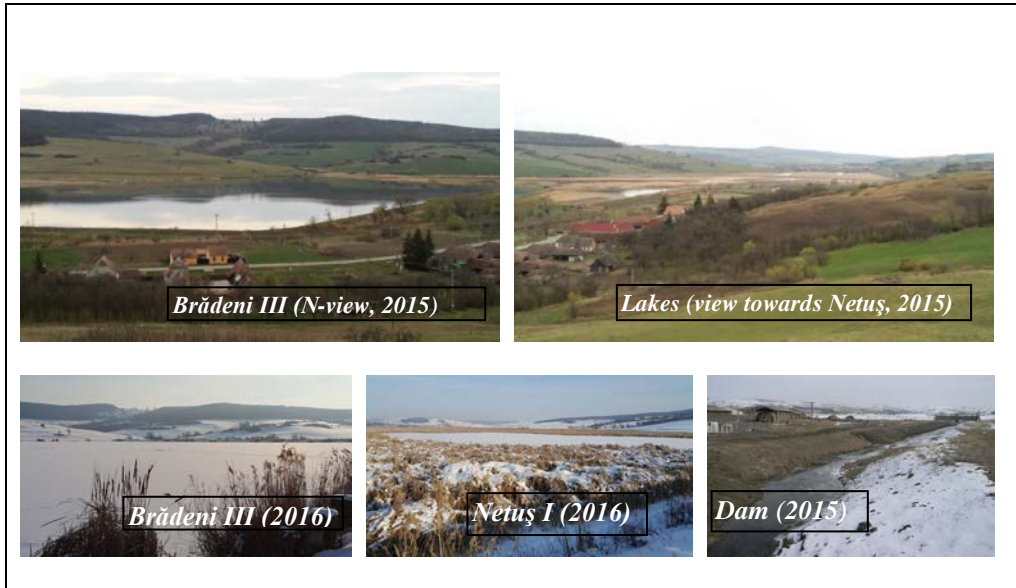 Brădeni III (N-view, 2015)
Lakes (view towards Netuş, 2015)
Brădeni III (2016)
Netuş I (2016)
Dam (2015)